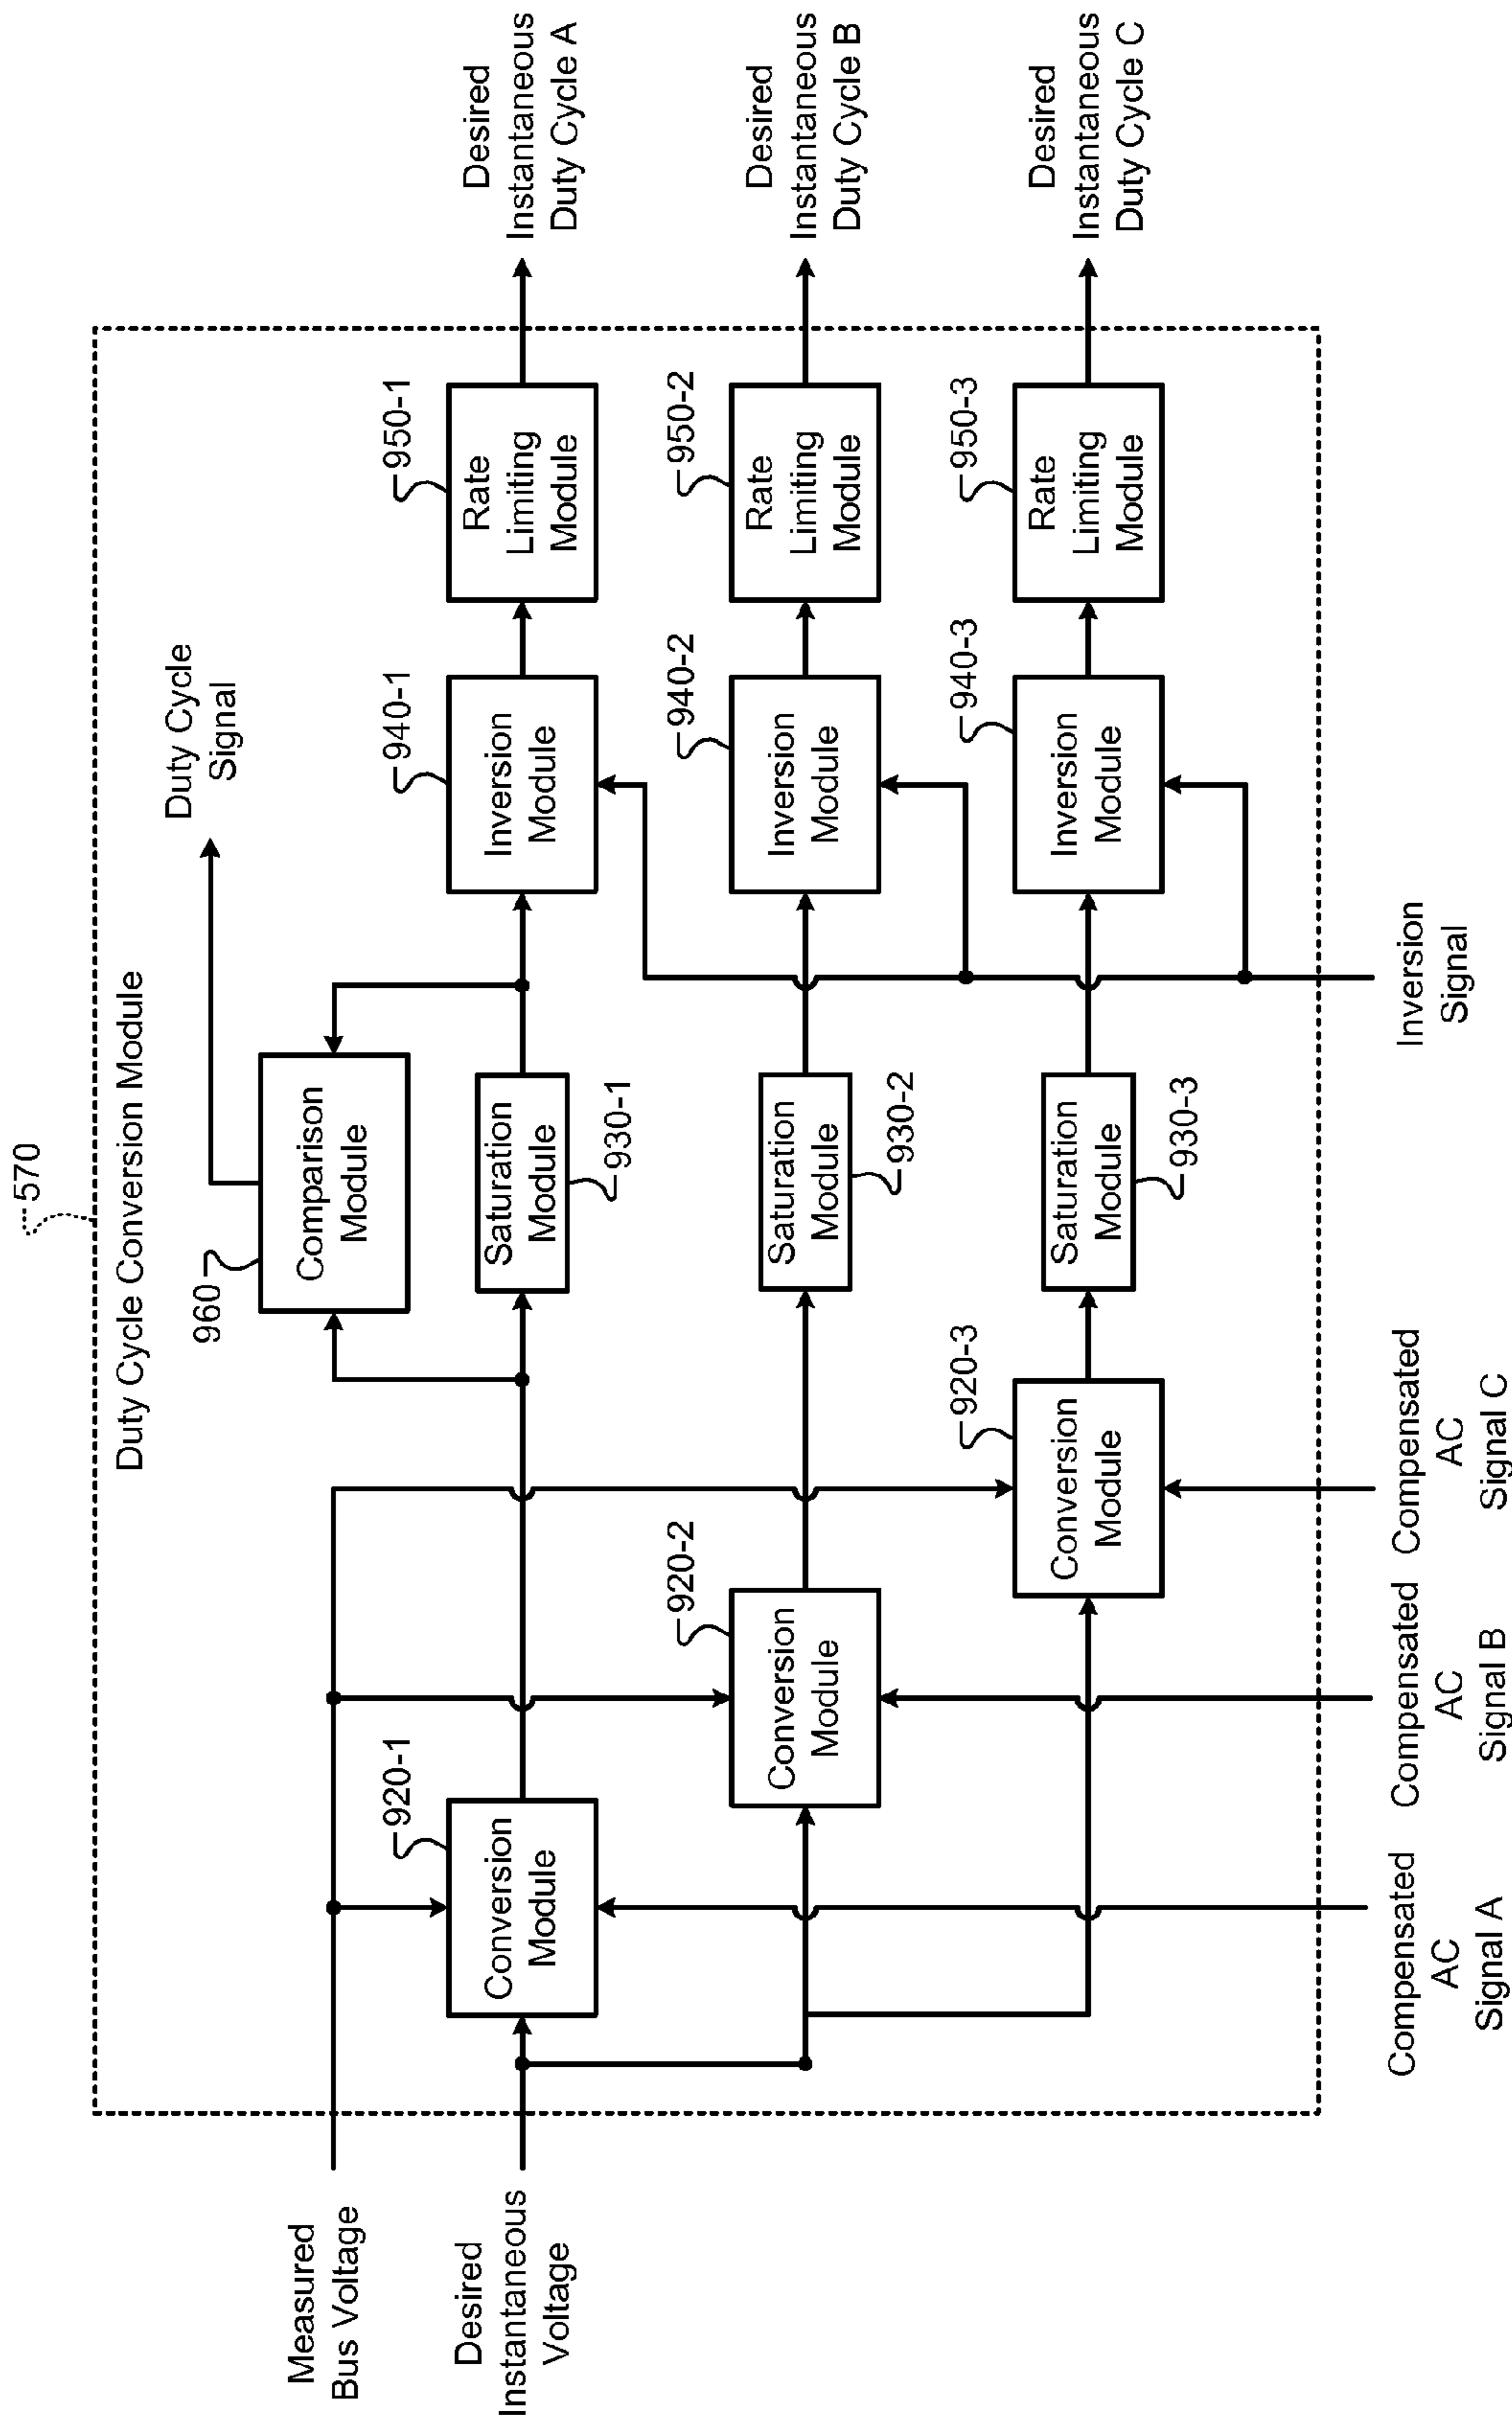 570
Duty Cycle Conversion Module
Measured
Bus Voltage
Desired
Instantaneous
Voltage
960
Comparison
Module
Duty Cycle
Signal
920-1
Conversion
Module
Saturation
Module
930-1
940-1
Inversion
Module
950-1
Rate
Limiting
Module
Desired
Instantaneous
Duty Cycle A
920-2
Conversion
Module
Saturation
Module
930-2
940-2
Inversion
Module
950-2
Rate
Limiting
Module
Desired
Instantaneous
Duty Cycle B
920-3
Conversion
Module
Saturation
Module
930-3
940-3
Inversion
Module
950-3
Rate
Limiting
Module
Desired
Instantaneous
Duty Cycle C
Compensated
AC
Signal A
Compensated
AC
Signal B
Compensated
AC
Signal C
Inversion
Signal